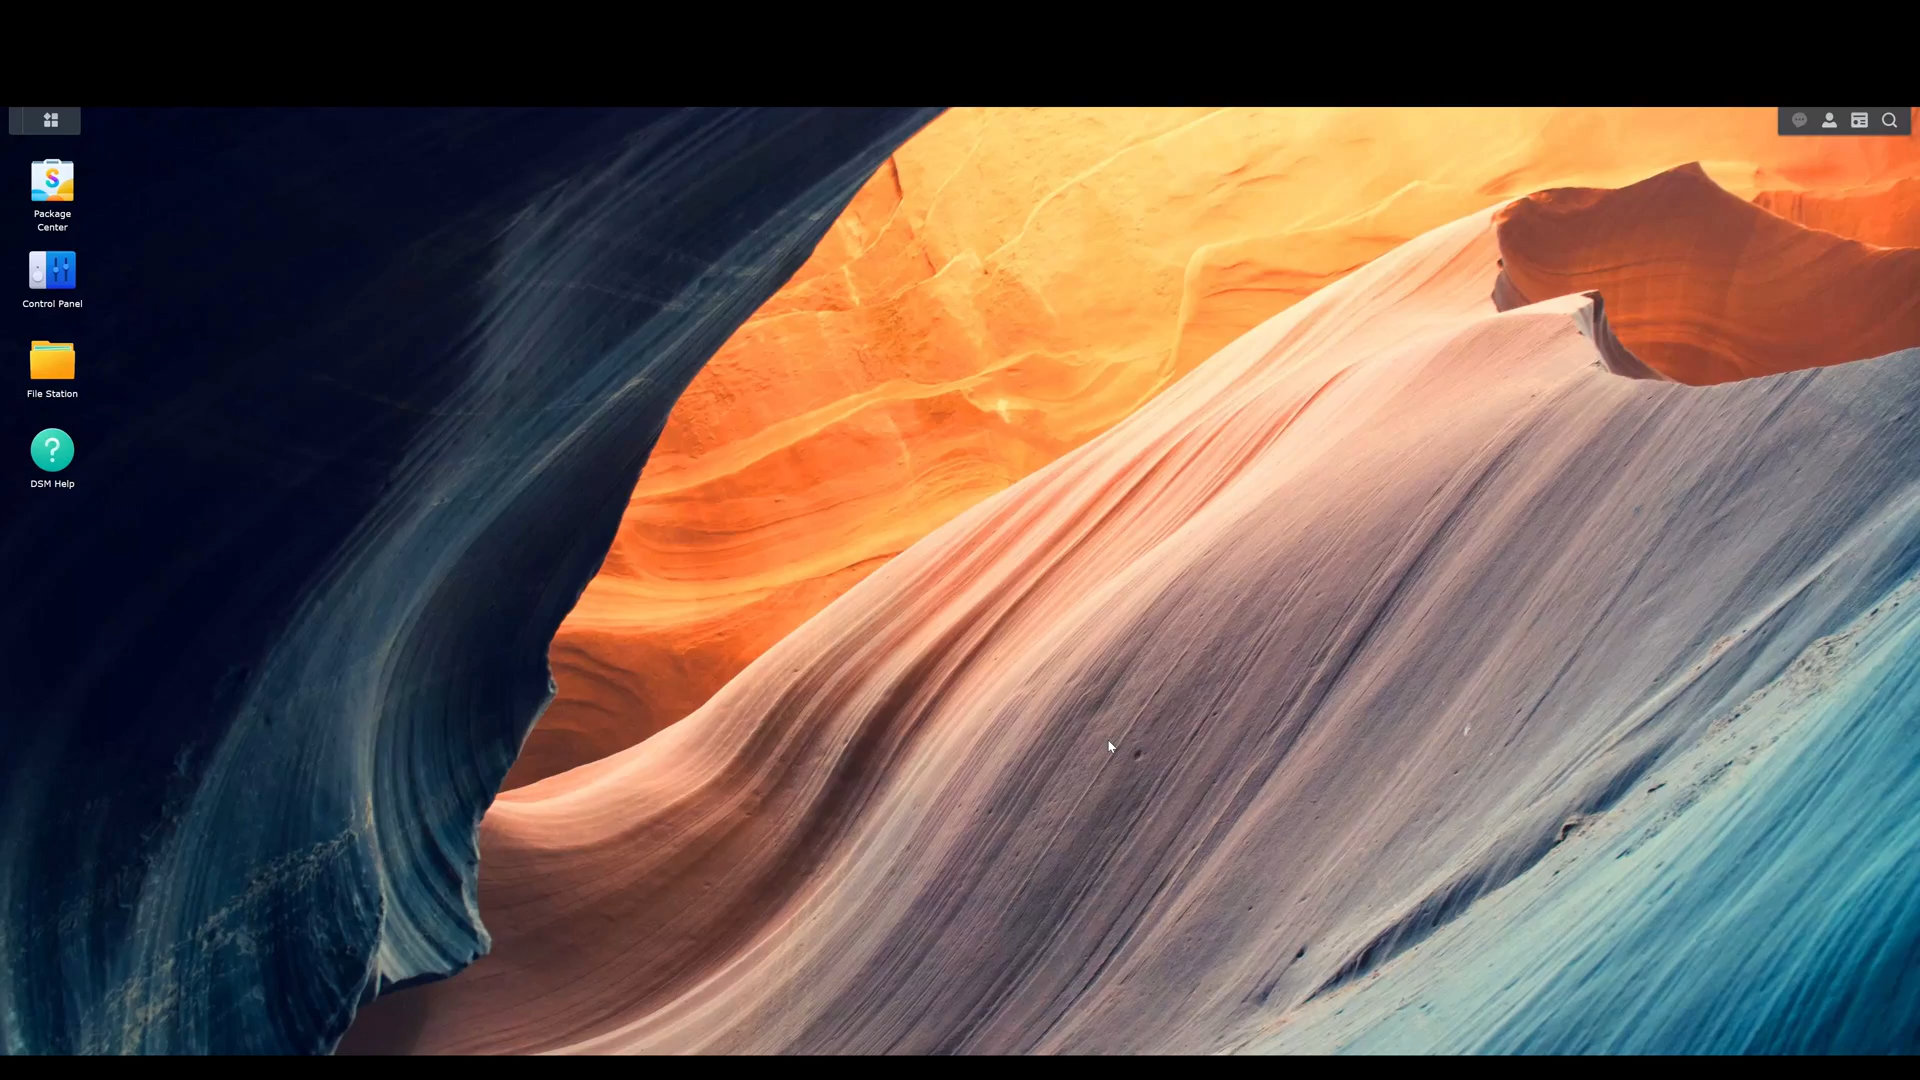 Package
Center
Control Panel
File Station
DSM Help